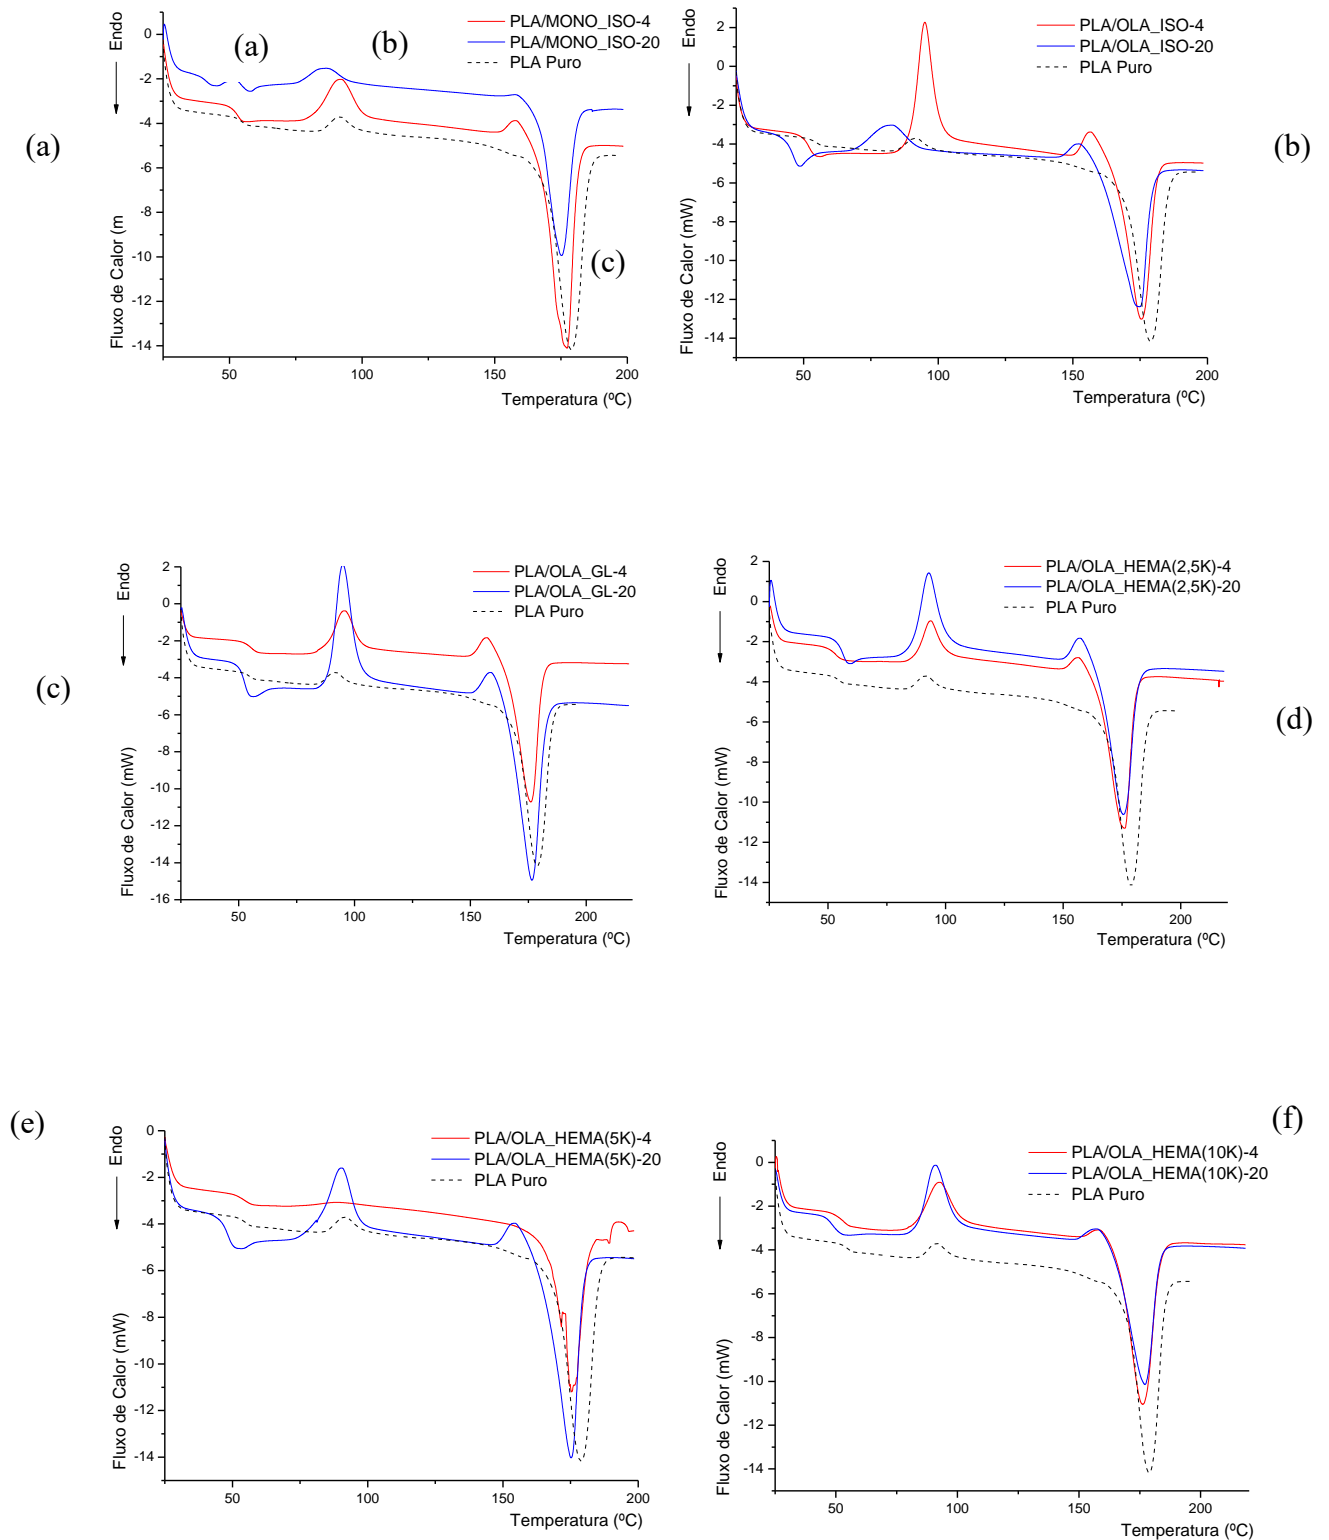 Endo
0
-2
-4
-6
-8
-10
-12
-14
50
100
150
200
Fluxo de Calor (m
Temperatura (ºC)
PLA/MONO_ISO-4
PLA/MONO_ISO-20
PLA Puro
(a)
(b)
(c)
(a)
Endo
2
0
-2
-4
-6
-8
-10
-12
-14
50
100
150
200
Fluxo de Calor (mW)
Temperatura (ºC)
PLA/OLA_ISO-4
PLA/OLA_ISO-20
PLA Puro
(b)
Endo
2
0
-2
-4
-6
-8
-10
-12
-14
-16
50
100
150
200
Fluxo de Calor (mW)
Temperatura (ºC)
PLA/OLA_GL-4
PLA/OLA_GL-20
PLA Puro
(c)
Endo
2
0
-2
-4
-6
-8
-10
-12
-14
50
100
150
200
Fluxo de Calor (mW)
Temperatura (ºC)
PLA/OLA_HEMA(2,5K)-4
PLA/OLA_HEMA(2,5K)-20
PLA Puro
(d)
(e)
Endo
0
-2
-4
-6
-8
-10
-12
-14
50
100
150
200
Fluxo de Calor (mW)
Temperatura (ºC)
PLA/OLA_HEMA(5K)-4
PLA/OLA_HEMA(5K)-20
PLA Puro
(f)
Endo
0
-2
-4
-6
-8
-10
-12
-14
50
100
150
200
Fluxo de Calor (mW)
Temperatura (ºC)
PLA/OLA_HEMA(10K)-4
PLA/OLA_HEMA(10K)-20
PLA Puro